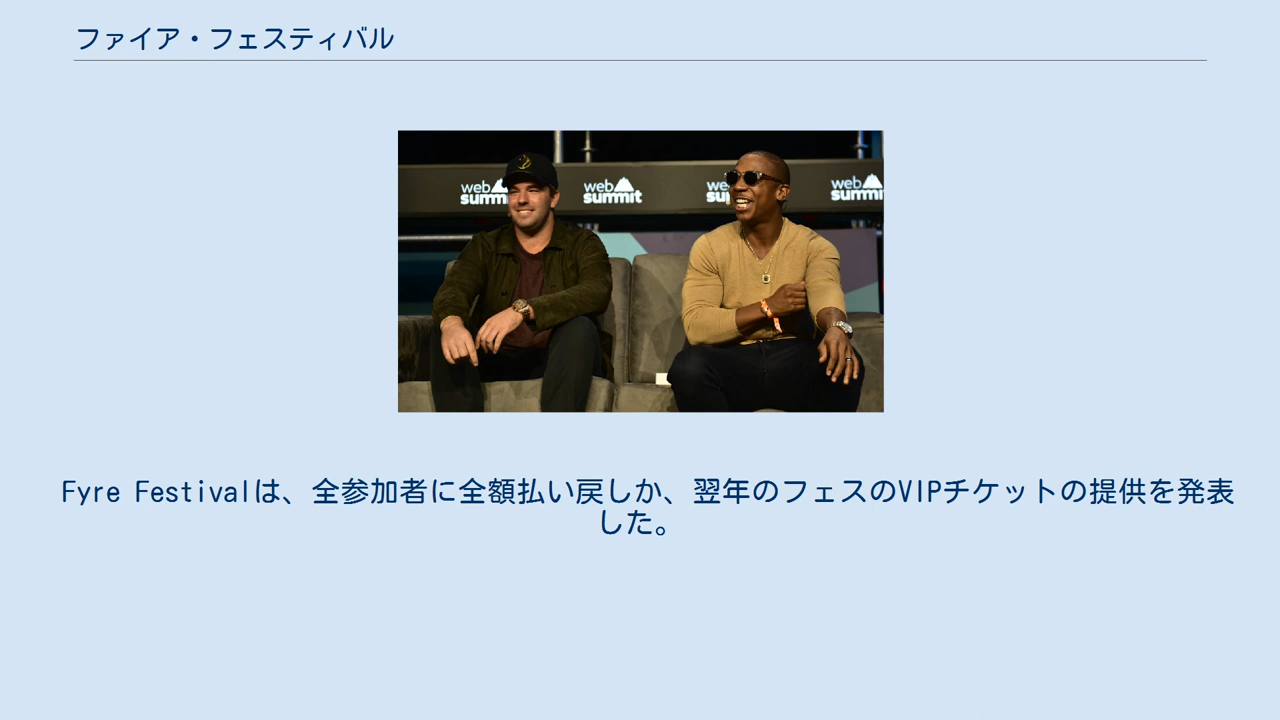 ファイア・フェスティバル
web summit
web summit
web
web summit
Fyre Festivalは、全参加者に全額払い戻しか、翌年のフェスのVIPチケットの提供を発表
した。